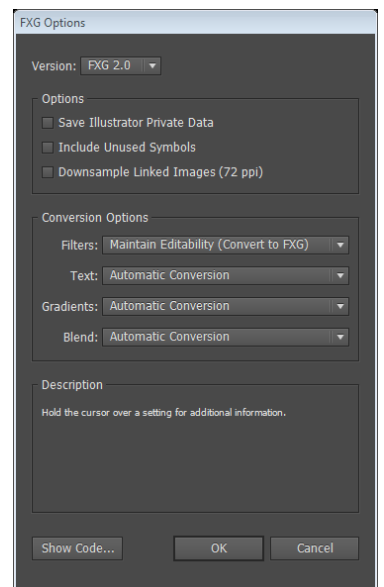 FXG Options
Version: FXG 2.0
Options
Save Illustrator Private Data
Include Unused Symbols
Downsample Linked Images (72 ppi)
Conversion Options
Filters: Maintain Editability (Convert to FXG)
Text: Automatic Conversion
Gradients: Automatic Conversion
Blend: Automatic Conversion
Description
Hold the cursor over a setting for additional information.
Show Code... OK Cancel